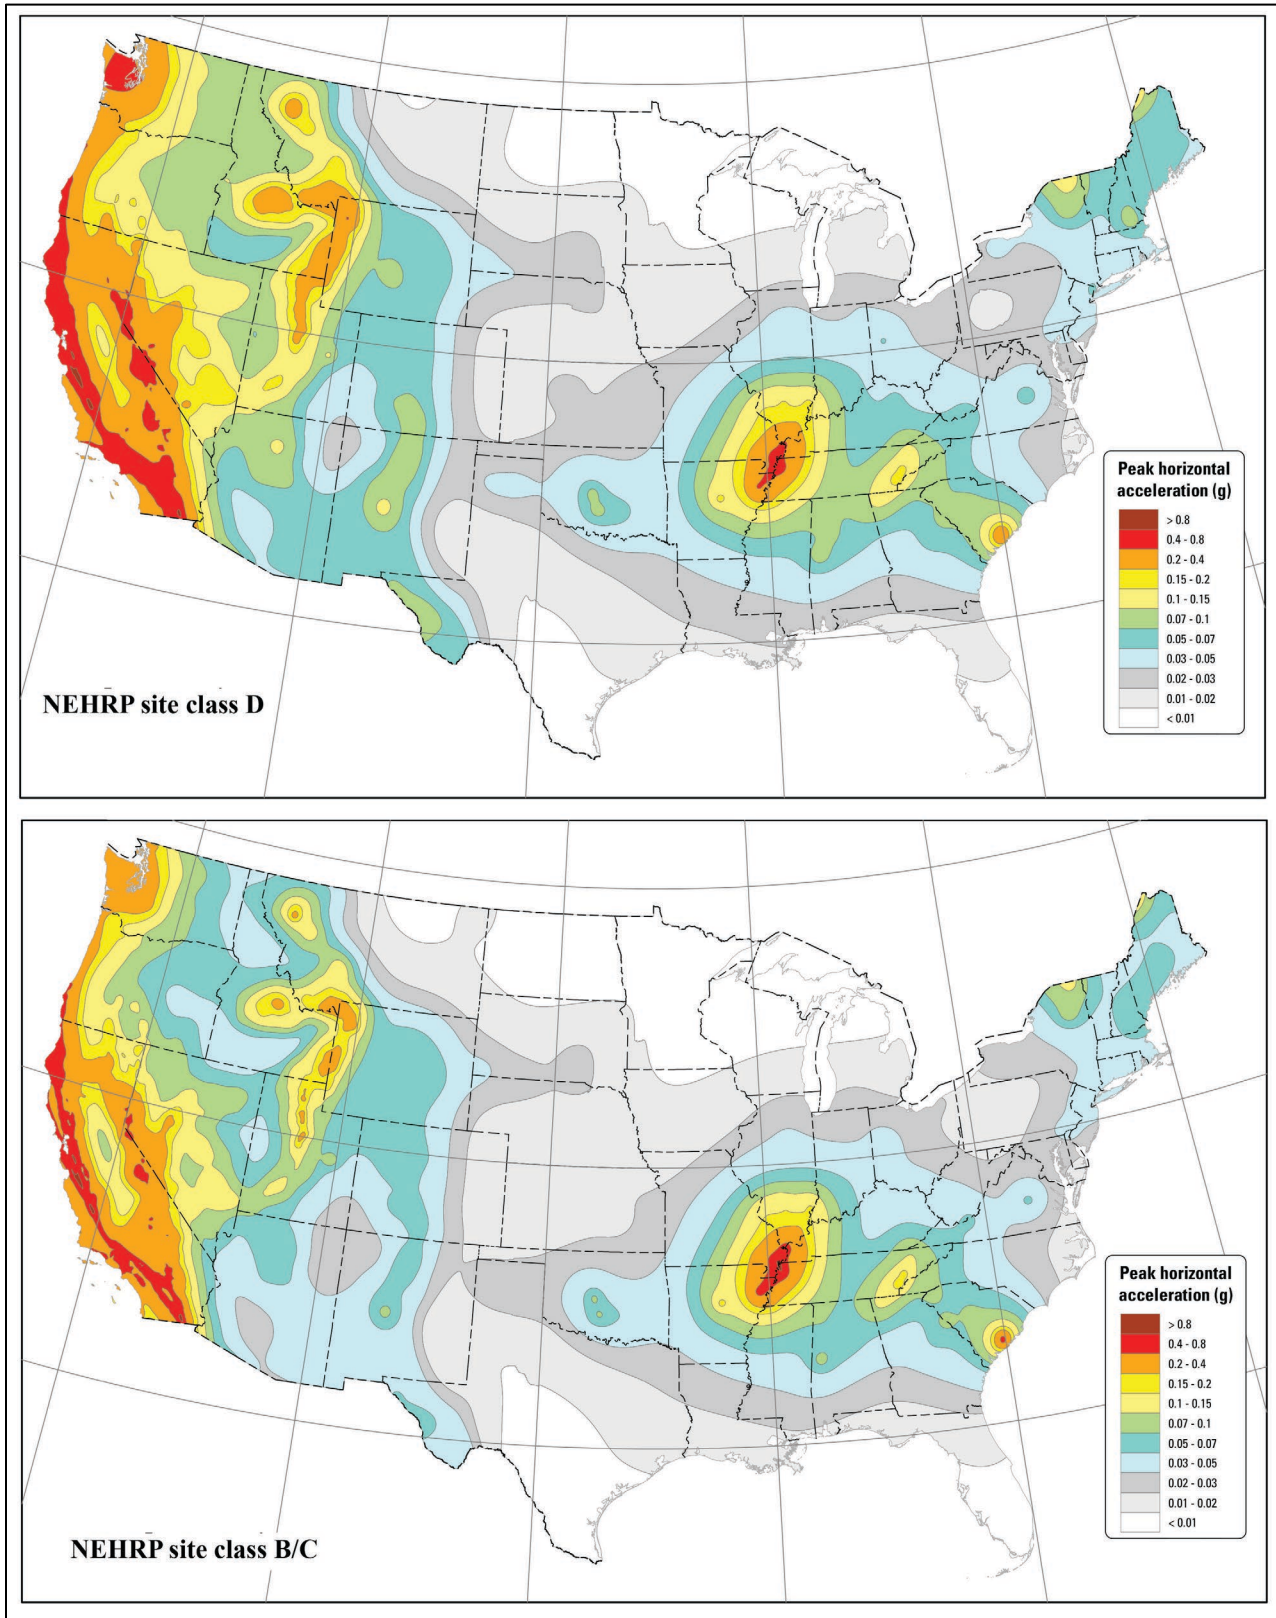 Peak horizontal
acceleration (g)
> 0.8
0.4 - 0.8
0.2 - 0.4
0.15 - 0.2
0.1 - 0.15
0.07 - 0.1
0.05 - 0.07
0.03 - 0.05
0.02 - 0.03
0.01 - 0.02
< 0.01
NEHRP site class D
Peak horizontal
acceleration (g)
> 0.8
0.4 - 0.8
0.2 - 0.4
0.15 - 0.2
0.1 - 0.15
0.07 - 0.1
0.05 - 0.07
0.03 - 0.05
0.02 - 0.03
0.01 - 0.02
< 0.01
NEHRP site class B/C